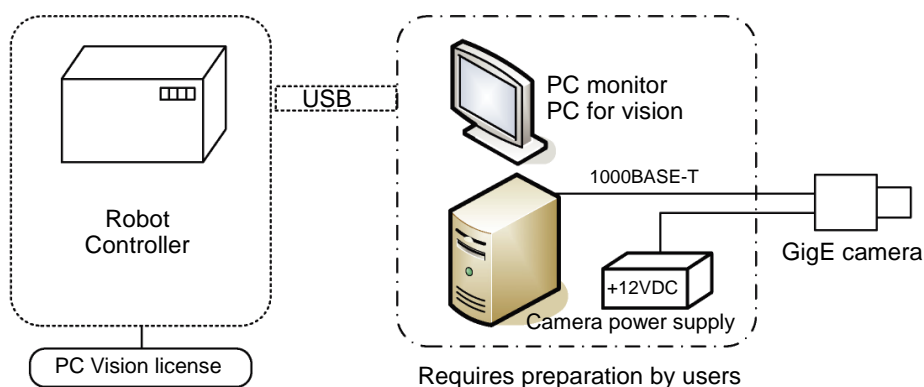 USB
PC monitor
PC for vision
1000BASE-T
Robot
Controller
GigE camera
+12VDC
Camera power supply
PC Vision license
Requires preparation by users